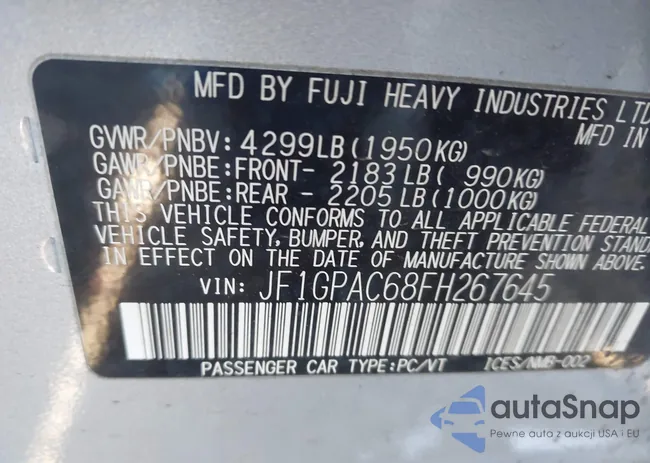 MFD BY FUJI HEAVY INDUSTRIES LTD
MFD IN
GVWR/PNBV: 4299LB(1950KG)
GAWR/PNBE:FRONT- 2183LB( 990KG)
GAWR/PNBE:REAR - 2205LB(1000KG)
THIS VEHICLE CONFORMS TO ALL APPLICABLE FEDERAL
VEHICLE SAFETY, BUMPER, AND THEFT PREVENTION STAND
IN EFFECT ON THE DATE OF MANUFACTURE SHOWN ABOVE.
VIN: JF1GPAC68FH267645
PASSENGER CAR TYPE:PC/VT ICES/NMB-002
autaSnap
Pewne auta z aukcji USA i EU